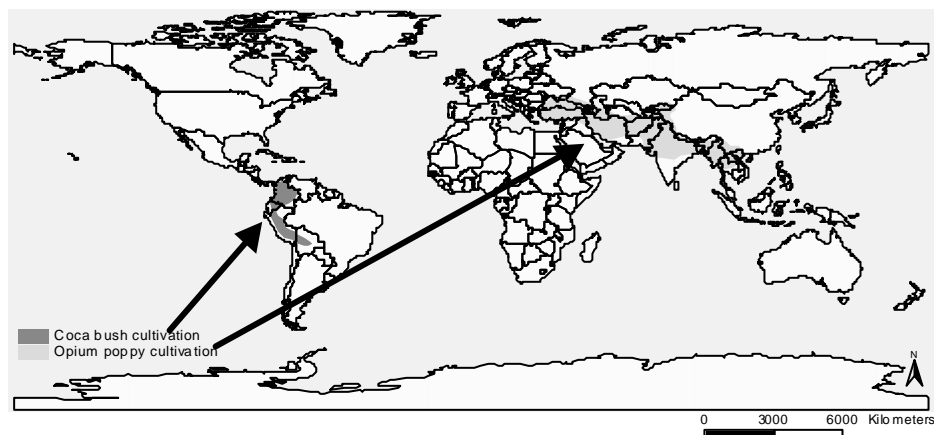 Coca bush cultivation
Opium poppy cultivation
N
0 3000 6000 Kilometers